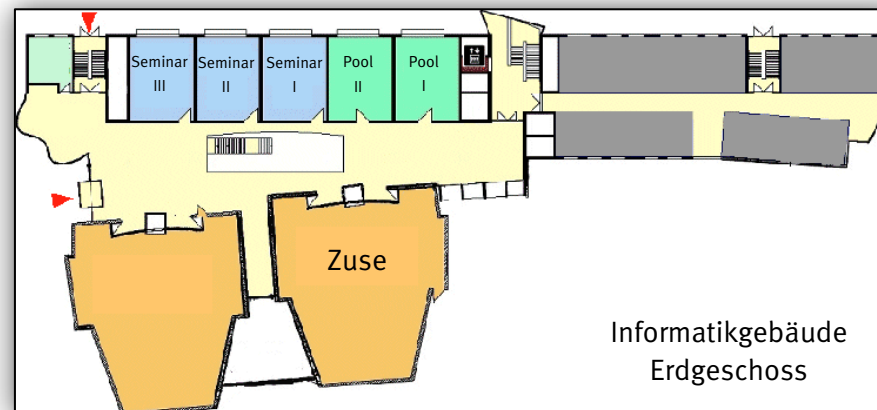 Seminar
III
Seminar
II
Seminar
I
Pool
II
Pool
I
Zuse
Informatikgebäude
Erdgeschoss